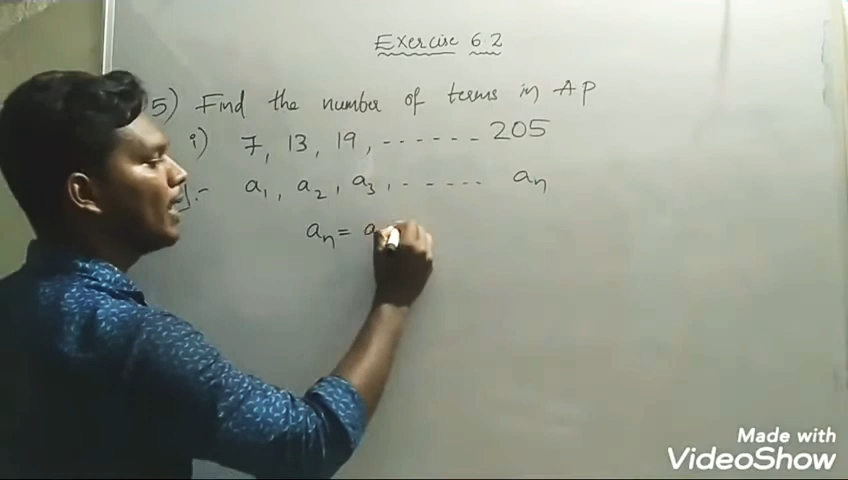 Exercise 6 2
5) Find the number of terms in AP
i) 7, 13, 19, ------ 205
]:- a₁, a₂, a₃, ------ aₙ
aₙ = a
Made with
VideoShow